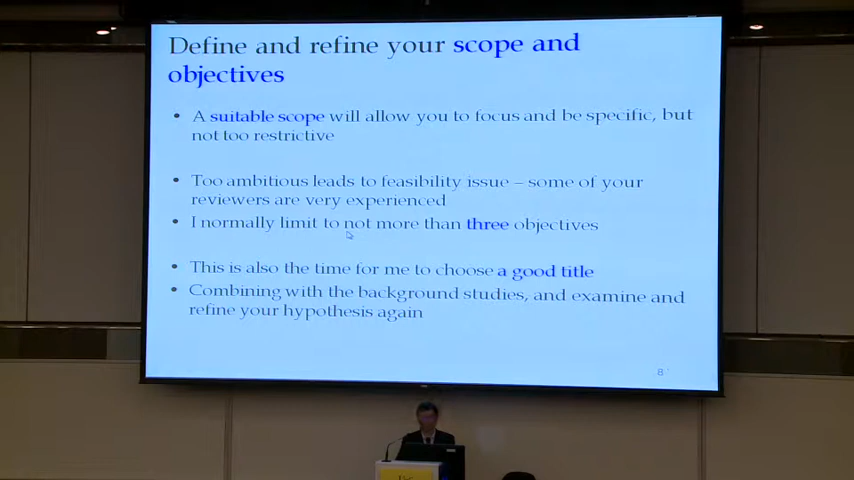 Define and refine your scope and
objectives
• A suitable scope will allow you to focus and be specific, but
not too restrictive
• Too ambitious leads to feasibility issue – some of your
reviewers are very experienced
• I normally limit to not more than three objectives
• This is also the time for me to choose a good title
• Combining with the background studies, and examine and
refine your hypothesis again
8